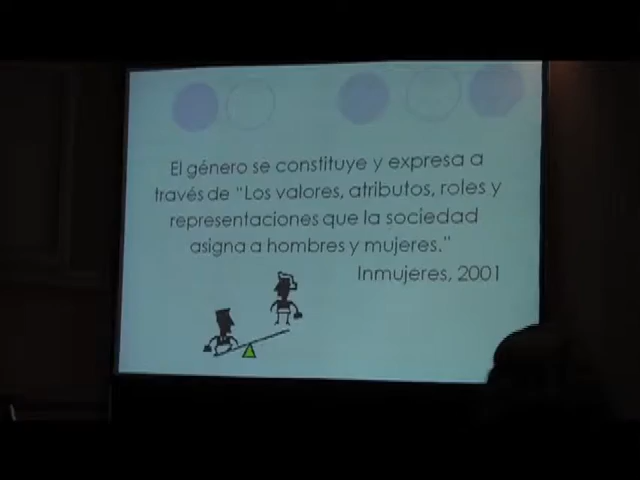 El género se constituye y expresa a
través de "Los valores, atributos, roles y
representaciones que la sociedad
asigna a hombres y mujeres."
Inmujeres, 2001